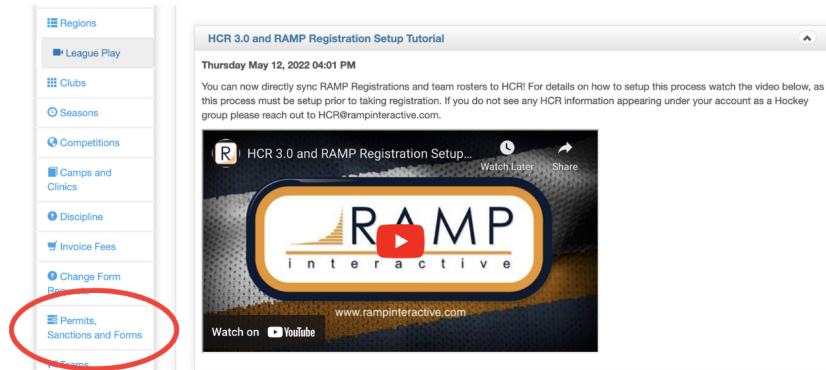 Regions
League Play
Clubs
Seasons
Competitions
Camps and
Clinics
Discipline
Invoice Fees
Change Form
Requests
Permits,
Sanctions and Forms
Teams
HCR 3.0 and RAMP Registration Setup Tutorial
Thursday May 12, 2022 04:01 PM
You can now directly sync RAMP Registrations and team rosters to HCR! For details on how to setup this process watch the video below, as
this process must be setup prior to taking registration. If you do not see any HCR information appearing under your account as a Hockey
group please reach out to HCR@rampinteractive.com.
R
HCR 3.0 and RAMP Registration Setup...
Watch Later
Share
RAMP
interactive
www.rampinteractive.com
Watch on YouTube